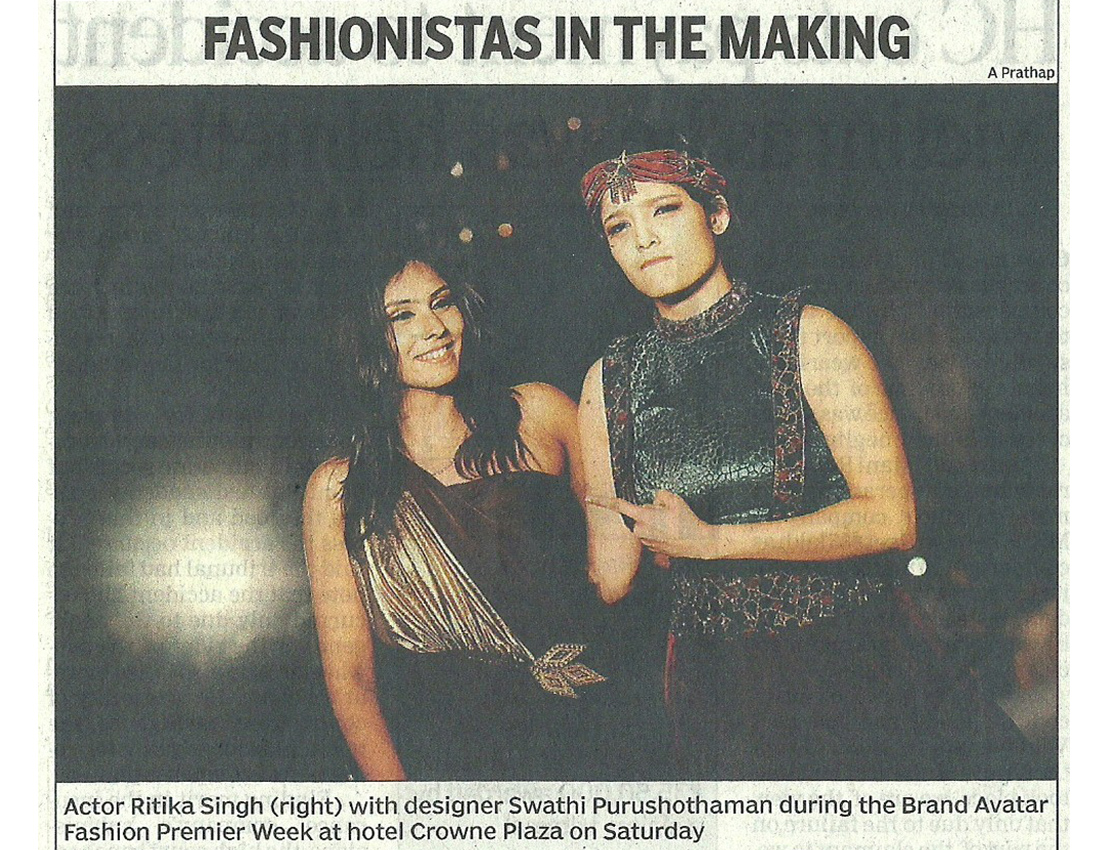 FASHIONISTAS IN THE MAKING
A Prathap
Actor Ritika Singh (right) with designer Swathi Purushothaman during the Brand Avatar
Fashion Premier Week at hotel Crowne Plaza on Saturday